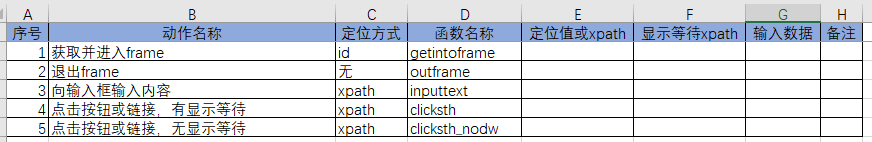 A B C D E F G H
序号 动作名称 定位方式 函数名称 定位值或xpath 显示等待xpath 输入数据 备注
1 获取并进入frame id getintoframe
2 退出frame 无 outframe
3 向输入框输入内容 xpath inputtext
4 点击按钮或链接，有显示等待 xpath clicksth
5 点击按钮或链接，无显示等待 xpath clicksth_nodw